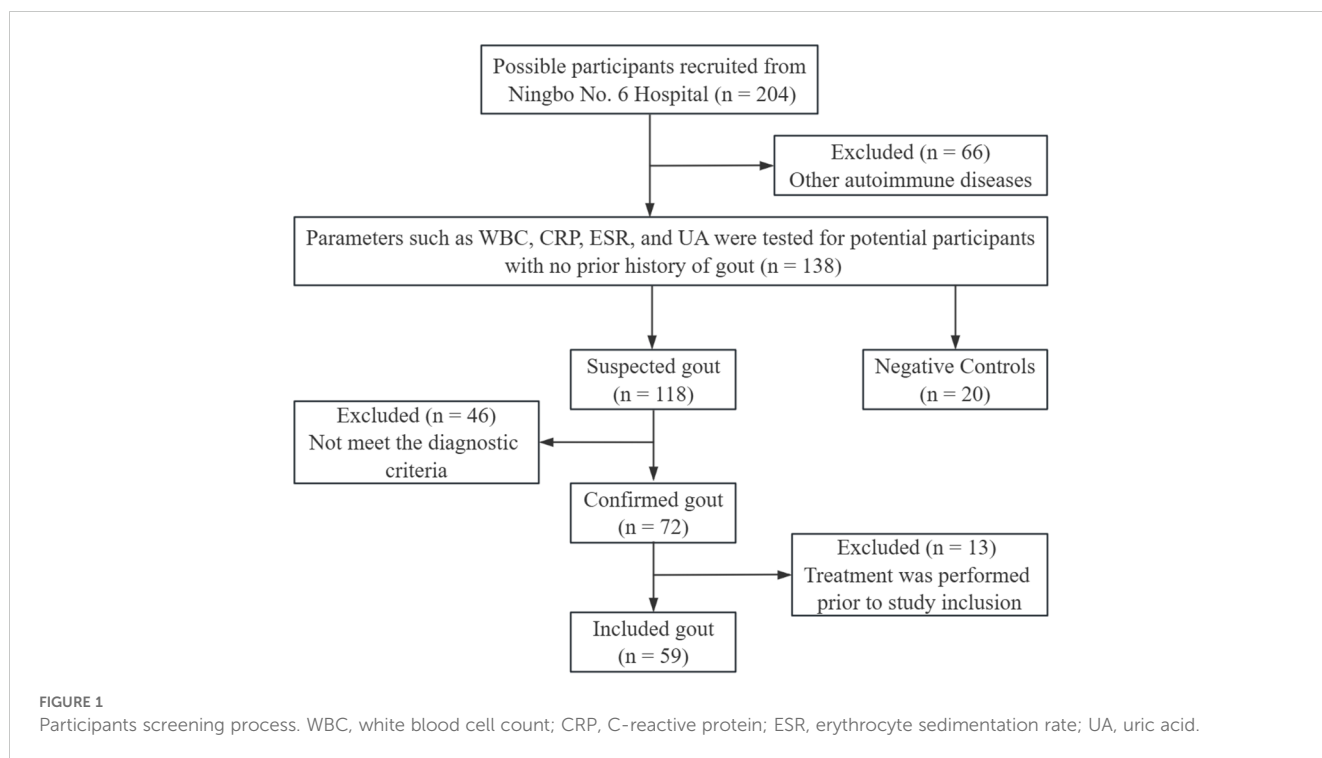 Possible participants recruited from
Ningbo No. 6 Hospital (n = 204)
Excluded (n = 66)
Other autoimmune diseases
Parameters such as WBC, CRP, ESR, and UA were tested for potential participants
with no prior history of gout (n = 138)
Suspected gout
(n = 118)
Negative Controls
(n = 20)
Excluded (n = 46)
Not meet the diagnostic
criteria
Confirmed gout
(n = 72)
Excluded (n = 13)
Treatment was performed
prior to study inclusion
Included gout
(n = 59)
FIGURE 1
Participants screening process. WBC, white blood cell count; CRP, C-reactive protein; ESR, erythrocyte sedimentation rate; UA, uric acid.